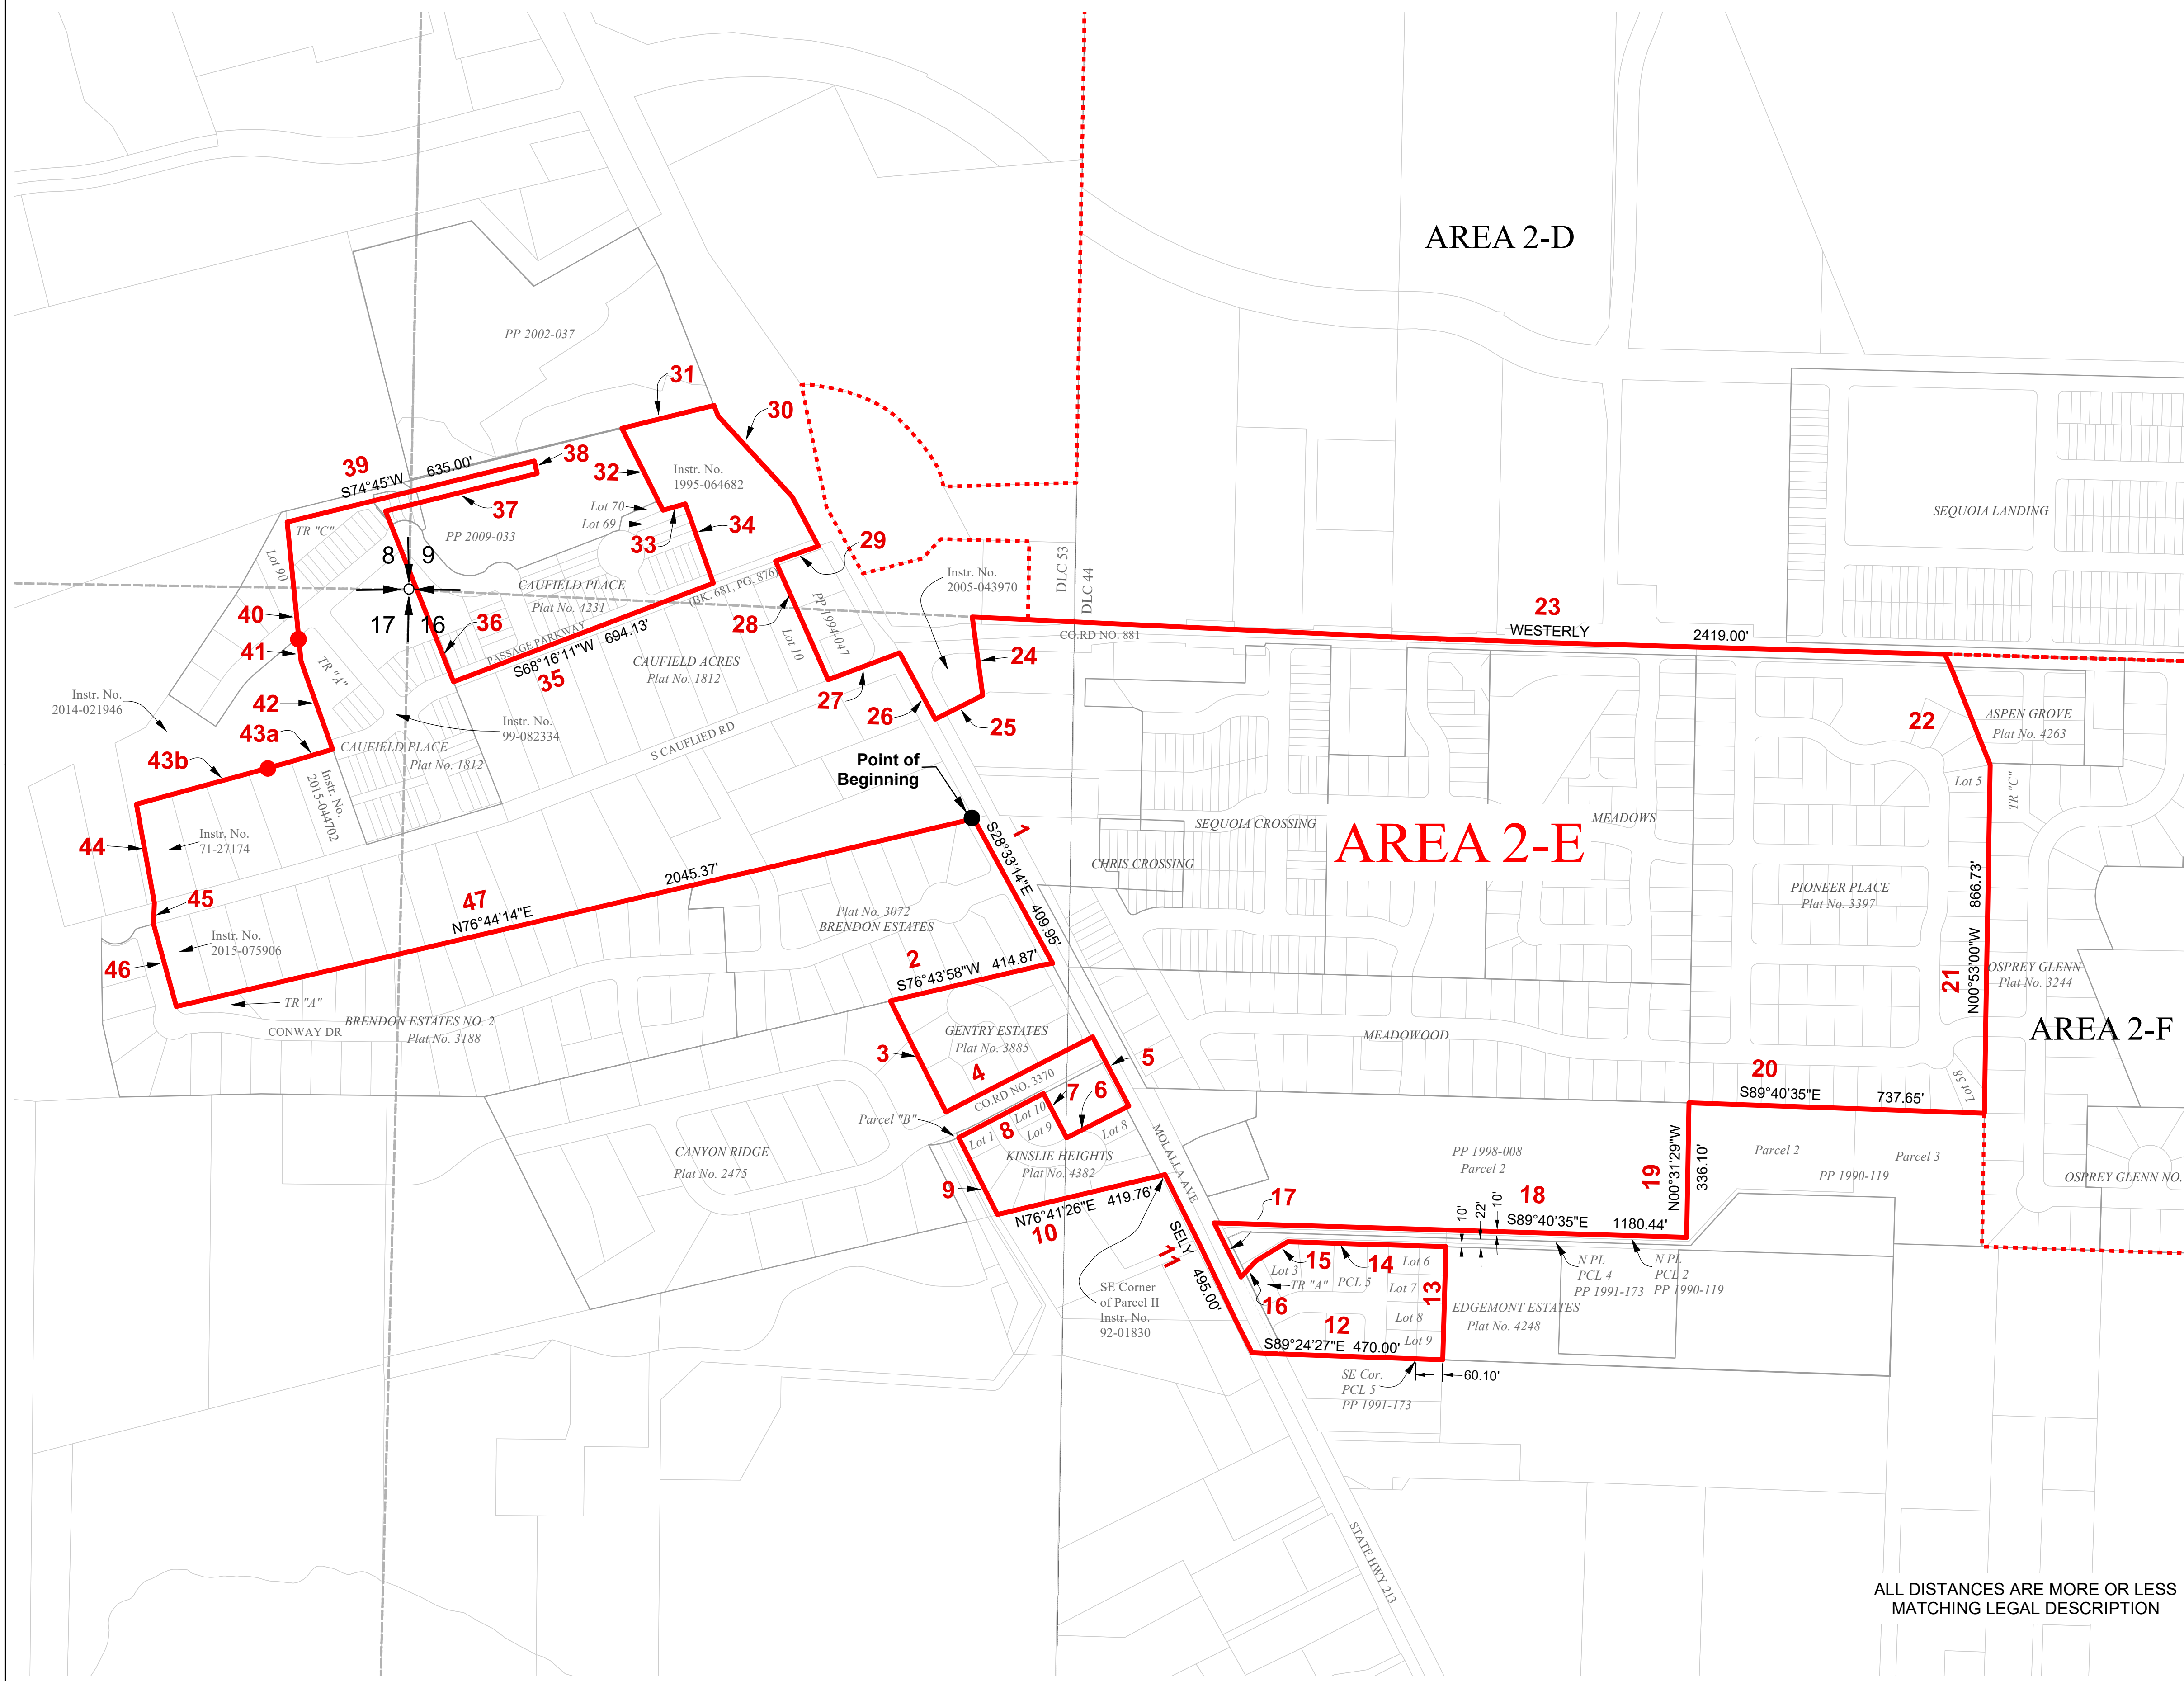 AREA 2-D
PP 2002-037
31
30
39
S74°45'W 635.00'
38
32
Instr. No.
1995-064682
37
Lot 70
Lot 69
34
33
TR "C"
PP 2009-033
Lot 90
8
9
17
16
29
DLC 53
DLC 44
SEQUOIA LANDING
CAUFIELD PLACE
Plat No. 4231
(BK. 681, PG. 876)
Instr. No.
2005-043970
PP 1994-047
28
Lot 10
40
36
PASSAGE PARKWAY
S68°16'11"W 694.13'
35
CAUFIELD ACRES
Plat No. 1812
41
TR "A"
CO.RD NO. 881
23
WESTERLY 2419.00'
24
27
26
25
22
ASPEN GROVE
Plat No. 4263
Instr. No.
2014-021946
42
43a
43b
Instr. No.
99-082334
CAUFIELD PLACE
Plat No. 1812
Instr. No.
2015-044702
S CAUFLIED RD
Point of
Beginning
Lot 5
TR "C"
44
Instr. No.
71-27174
1
S28°33'14"E 409.95'
SEQUOIA CROSSING
AREA 2-E
MEADOWS
CHRIS CROSSING
PIONEER PLACE
Plat No. 3397
45
47
N76°44'14"E 2045.37'
Plat No. 3072
BRENDON ESTATES
21
N00°53'00"W 866.73'
Instr. No.
2015-075906
46
2
S76°43'58"W 414.87'
OSPREY GLENN
Plat No. 3244
TR "A"
CONWAY DR
BRENDON ESTATES NO. 2
Plat No. 3188
GENTRY ESTATES
Plat No. 3885
MEADOWOOD
AREA 2-F
3
4
5
CO.RD NO. 3370
7
6
20
S89°40'35"E 737.65'
Lot 58
Parcel "B"
Lot 1
8
Lot 10
Lot 9
Lot 8
KINSLIE HEIGHTS
Plat No. 4382
MOLALLA AVE
CANYON RIDGE
Plat No. 2475
PP 1998-008
Parcel 2
Parcel 2
PP 1990-119
Parcel 3
OSPREY GLENN NO.
9
N76°41'26"E 419.76'
10
19
N00°31'29"W
336.10'
17
18
S89°40'35"E 1180.44'
10'
22'
10'
SELY 495.00'
11
15
14
Lot 6
Lot 3
TR "A"
PCL 5
Lot 7
13
16
N PL
PCL 4
PP 1991-173
N PL
PCL 2
PP 1990-119
SE Corner
of Parcel II
Instr. No.
92-01830
12
S89°24'27"E 470.00'
Lot 8
Lot 9
EDGEMONT ESTATES
Plat No. 4248
SE Cor.
PCL 5
PP 1991-173
60.10'
STATE HWY 213
ALL DISTANCES ARE MORE OR LESS
MATCHING LEGAL DESCRIPTION